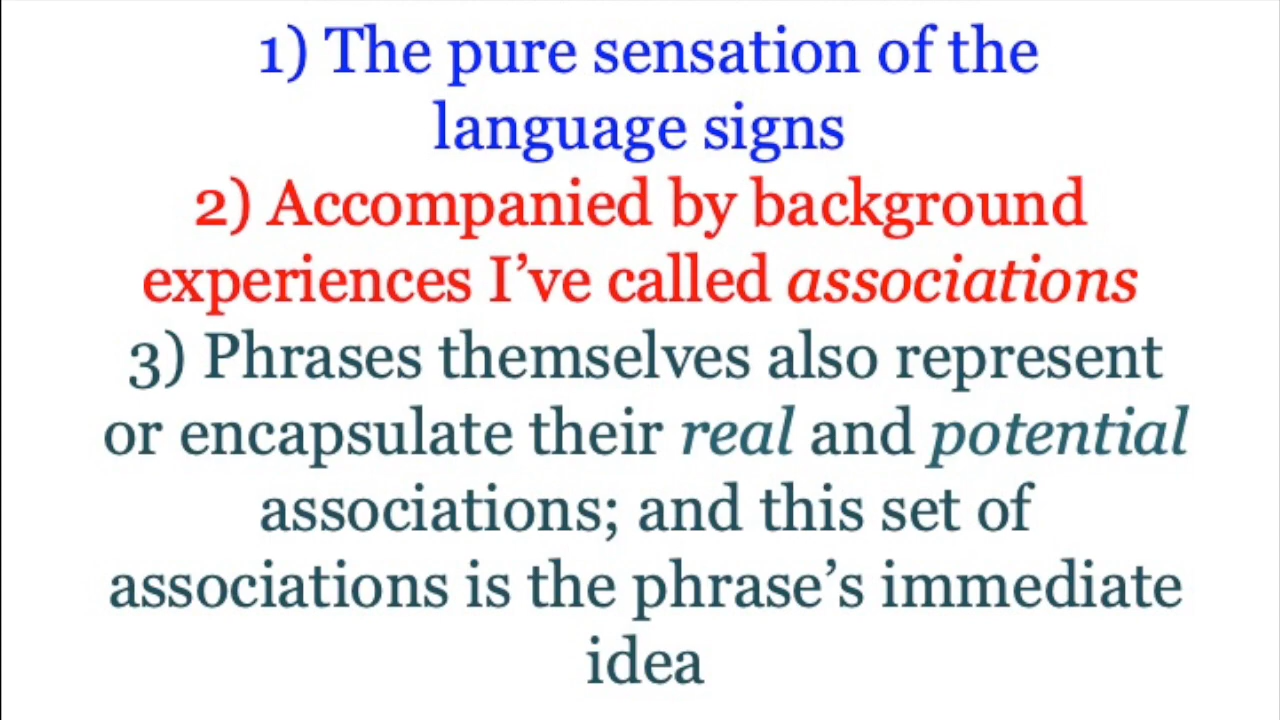 1) The pure sensation of the
language signs
2) Accompanied by background
experiences I’ve called associations
3) Phrases themselves also represent
or encapsulate their real and potential
associations; and this set of
associations is the phrase’s immediate
idea